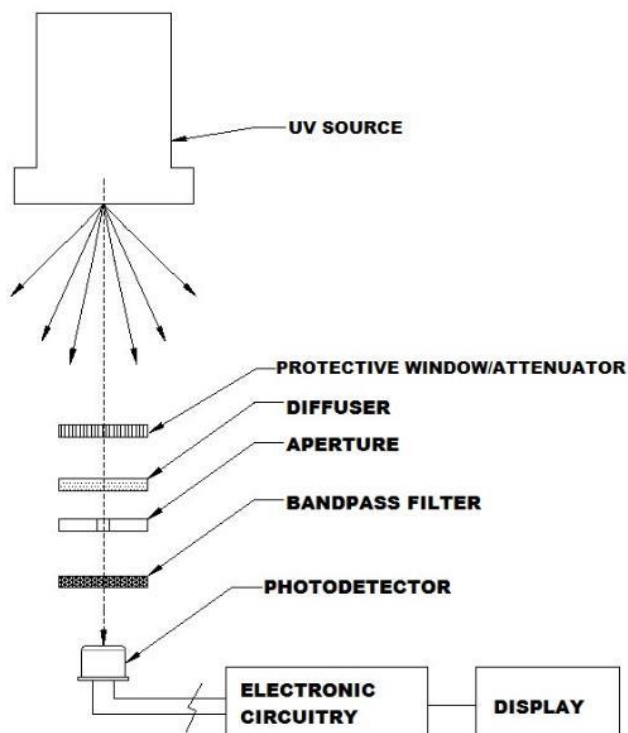 UV SOURCE
PROTECTIVE WINDOW/ATTENUATOR
DIFFUSER
APERTURE
BANDPASS FILTER
PHOTODETECTOR
ELECTRONIC
CIRCUITRY
DISPLAY